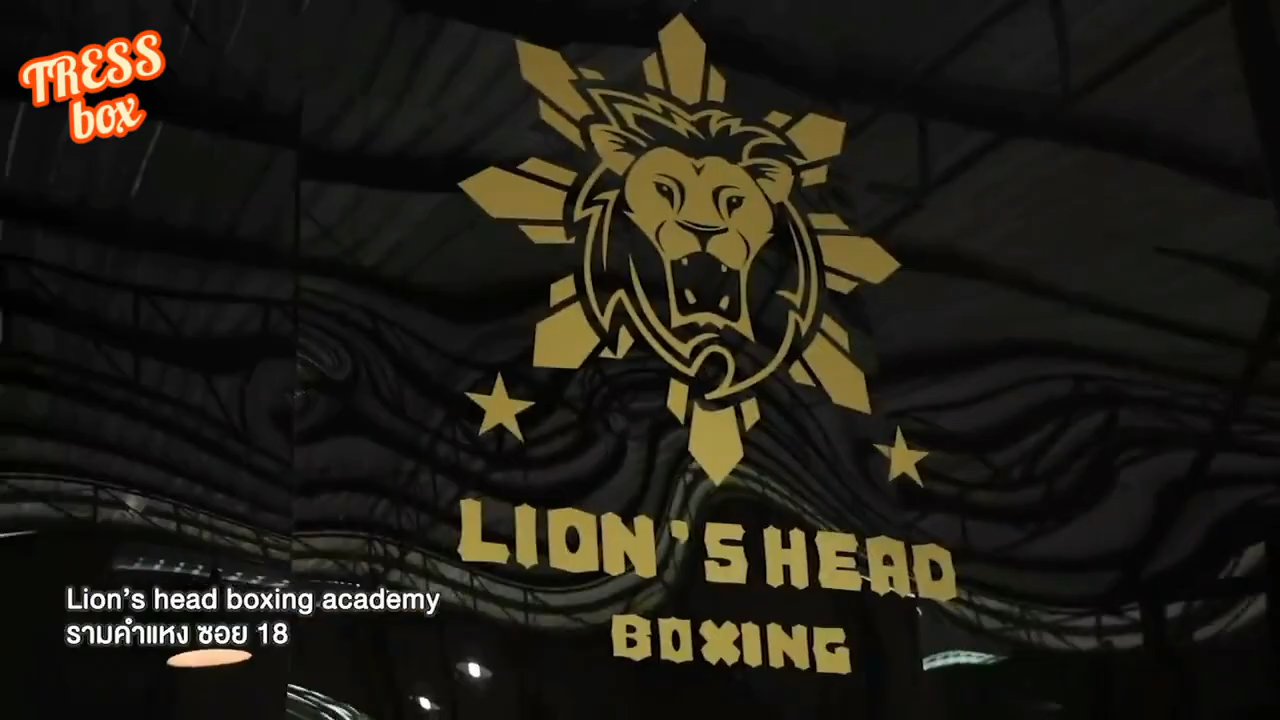 TRESS
box
LION'S HEAD
BOXING
Lion's head boxing academy
รามคำแหง ซอย 18